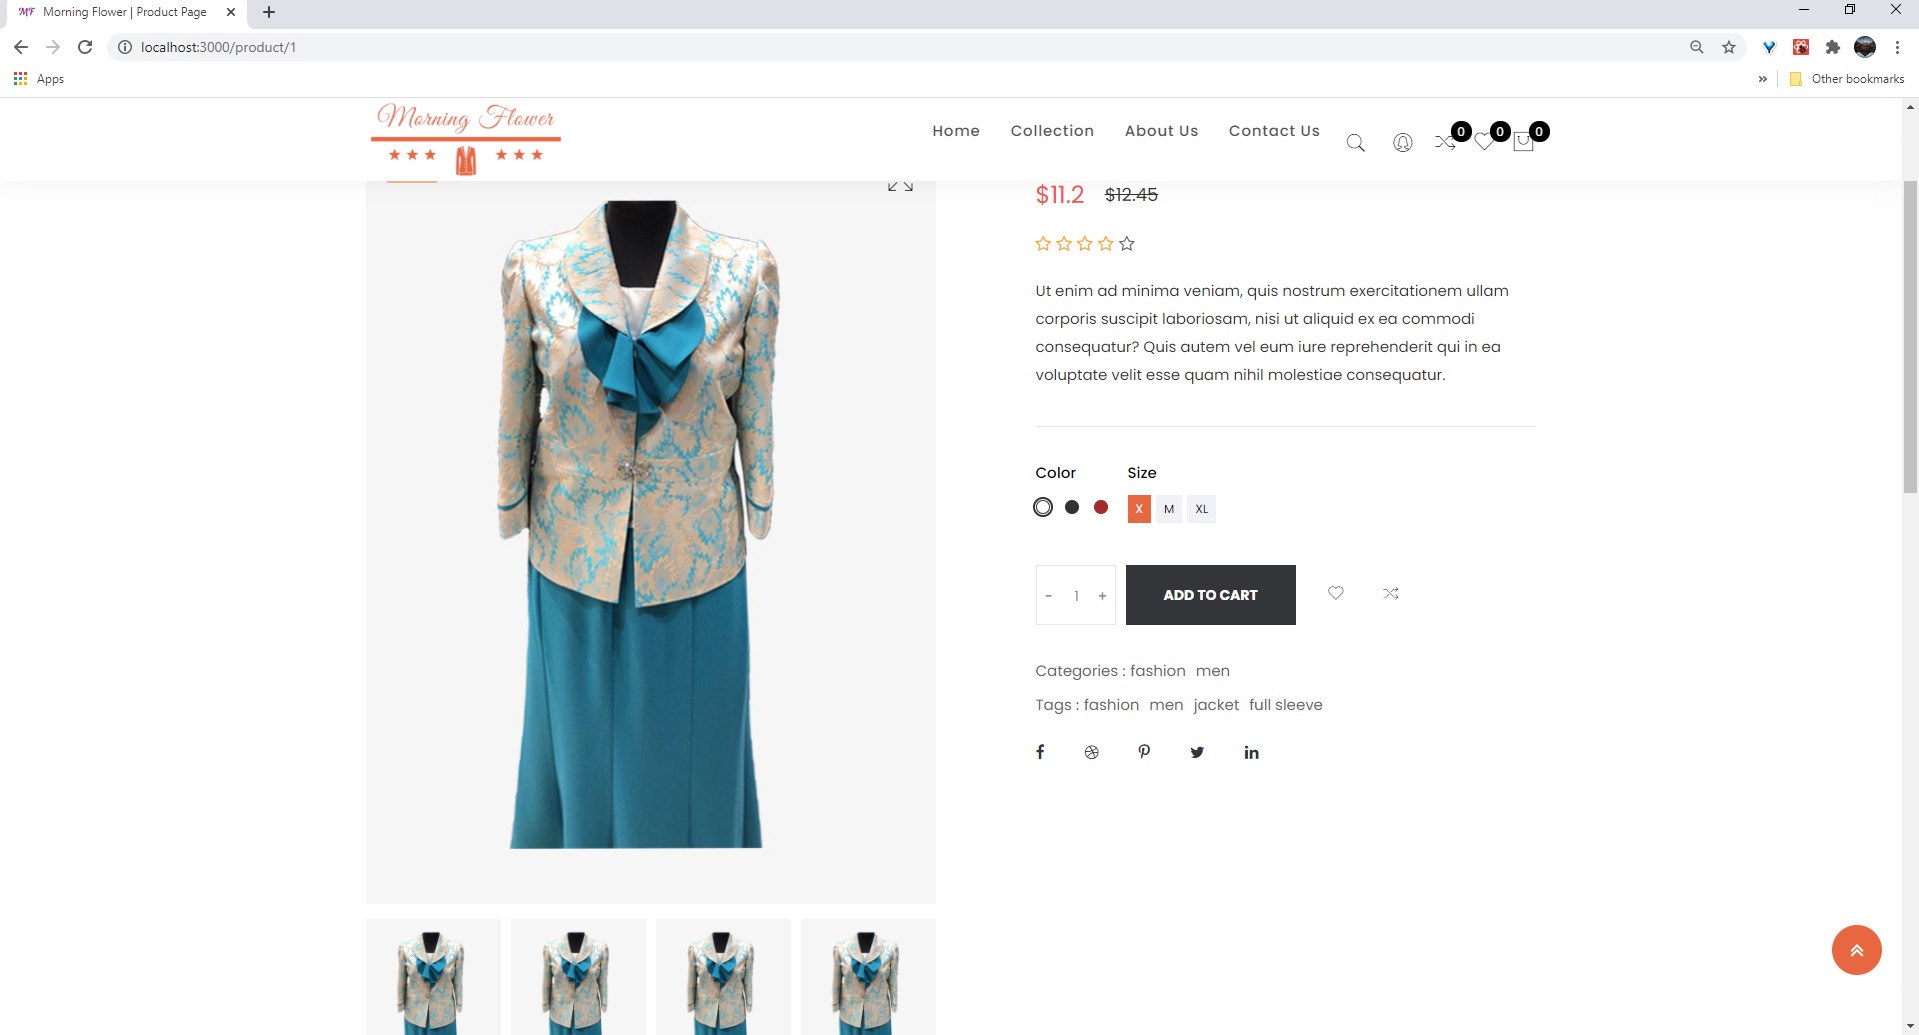 MF Morning Flower | Product Page
localhost:3000/product/1
Apps
Other bookmarks
Morning Flower
Home Collection About Us Contact Us 0 0 0
$11.2 $12.45
Ut enim ad minima veniam, quis nostrum exercitationem ullam
corporis suscipit laboriosam, nisi ut aliquid ex ea commodi
consequatur? Quis autem vel eum iure reprehenderit qui in ea
voluptate velit esse quam nihil molestiae consequatur.
Color Size
X M XL
- 1 + ADD TO CART
Categories : fashion men
Tags : fashion men jacket full sleeve